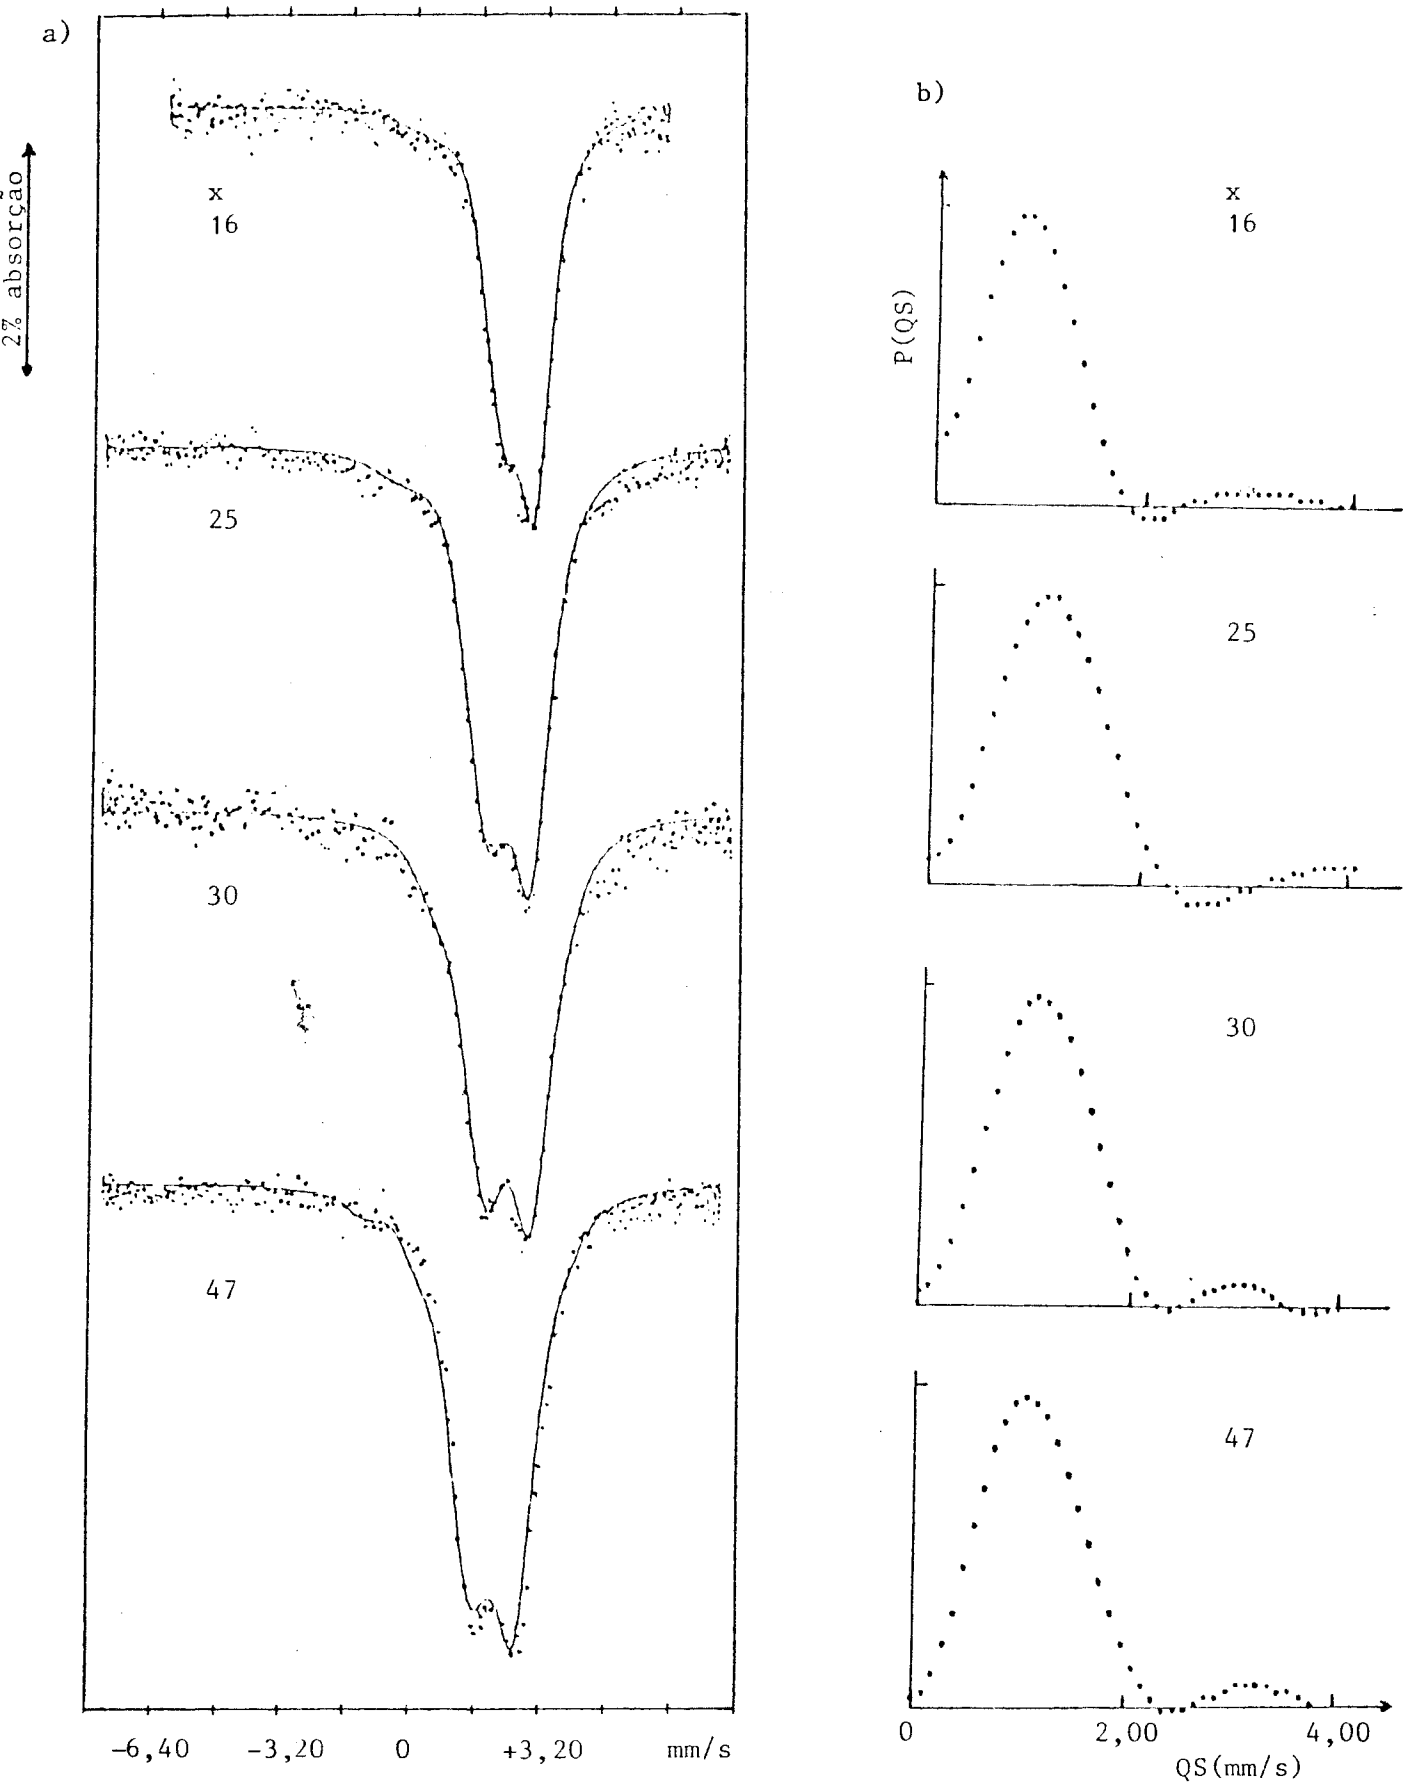 a)
2% absorção
x
16
25
30
47
-6,40 -3,20 0 +3,20 mm/s
b)
P(QS)
x
16
25
30
47
0 2,00 4,00
QS(mm/s)